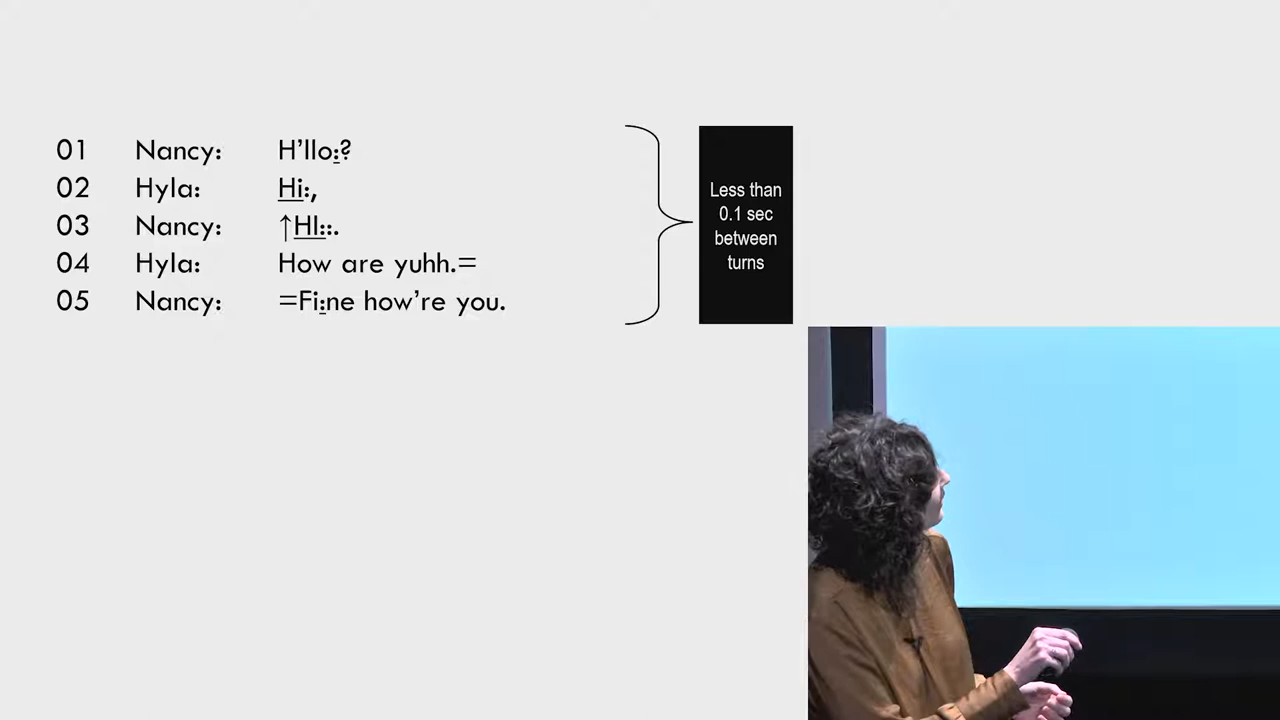 01 Nancy: H'llo:?
02 Hyla: Hi:,
03 Nancy: ↑HI::.
04 Hyla: How are yuhh.=
05 Nancy: =Fi:ne how're you.
Less than
0.1 sec
between
turns